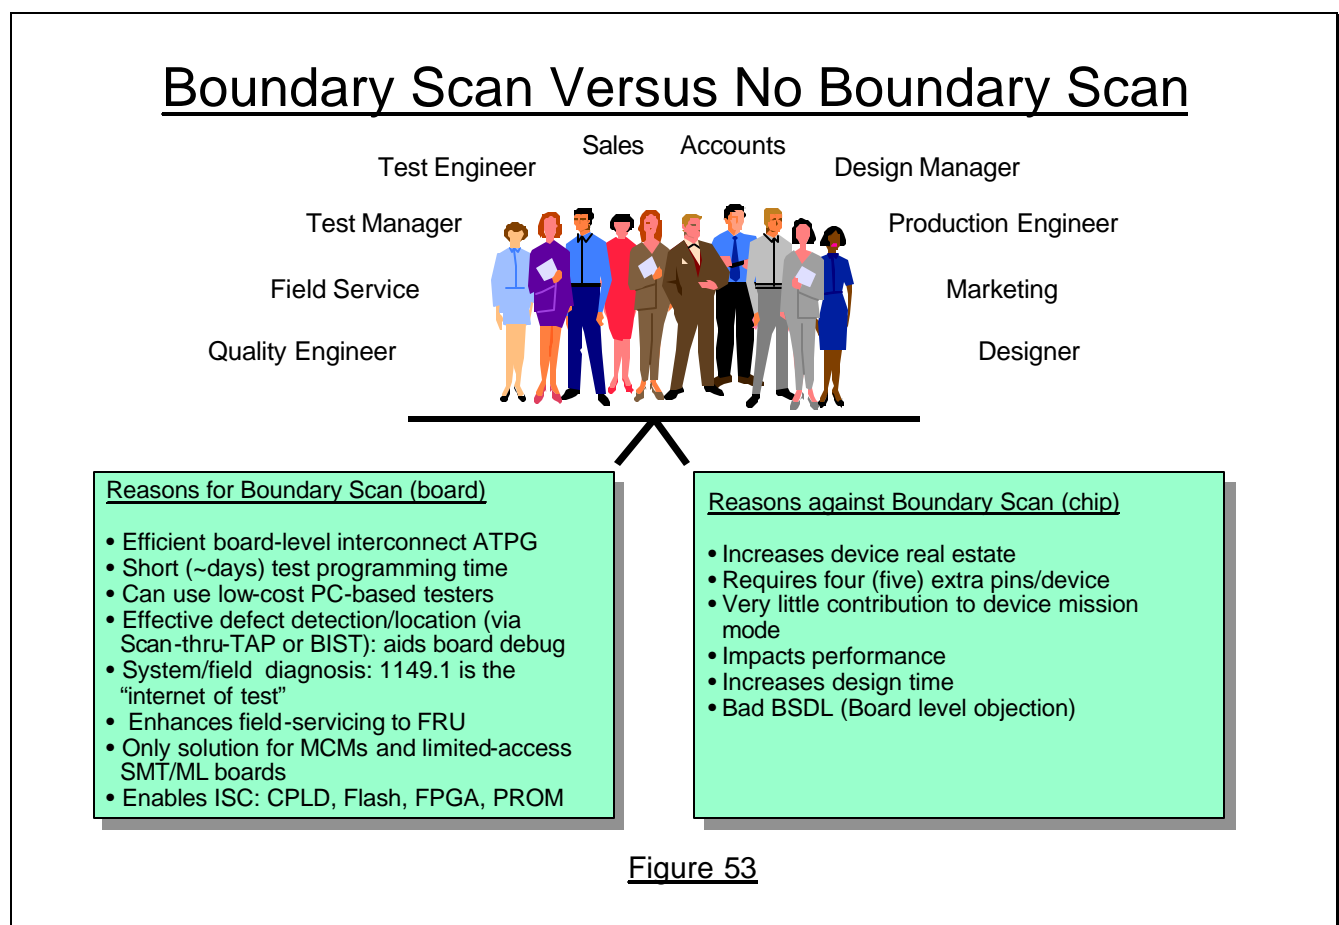 Boundary Scan Versus No Boundary Scan
Sales Accounts
Test Engineer
Design Manager
Test Manager
Production Engineer
Field Service
Marketing
Quality Engineer
Designer
Reasons for Boundary Scan (board)
• Efficient board-level interconnect ATPG
• Short (~days) test programming time
• Can use low-cost PC-based testers
• Effective defect detection/location (via
Scan-thru-TAP or BIST): aids board debug
• System/field diagnosis: 1149.1 is the
“internet of test”
• Enhances field-servicing to FRU
• Only solution for MCMs and limited-access
SMT/ML boards
• Enables ISC: CPLD, Flash, FPGA, PROM
Reasons against Boundary Scan (chip)
• Increases device real estate
• Requires four (five) extra pins/device
• Very little contribution to device mission
mode
• Impacts performance
• Increases design time
• Bad BSDL (Board level objection)
Figure 53